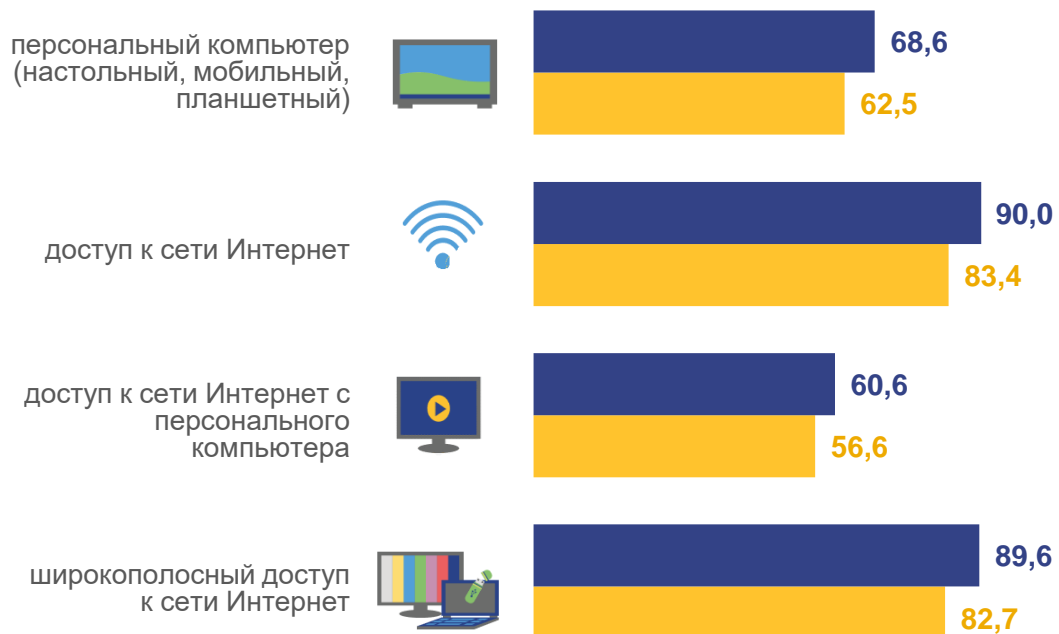 персональный компьютер
(настольный, мобильный,
планшетный)
68,6
62,5
доступ к сети Интернет
90,0
83,4
доступ к сети Интернет с
персонального
компьютера
60,6
56,6
широкополосный доступ
к сети Интернет
89,6
82,7